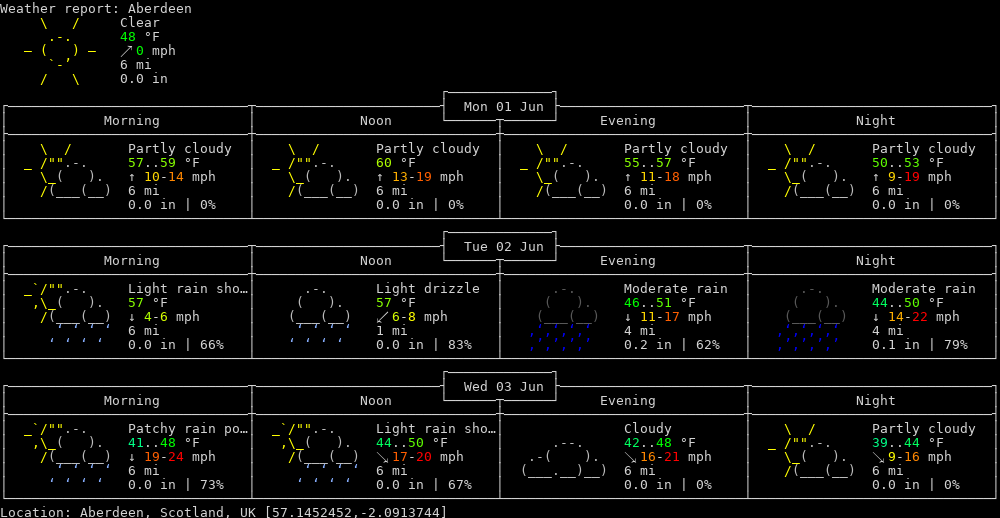 Weather report: Aberdeen
Clear
48 °F
↗ 0 mph
6 mi
0.0 in
Mon 01 Jun
Morning Noon Evening Night
Partly cloudy Partly cloudy Partly cloudy Partly cloudy
57..59 °F 60 °F 55..57 °F 50..53 °F
↑ 10-14 mph ↑ 13-19 mph ↑ 11-18 mph ↑ 9-19 mph
6 mi 6 mi 6 mi 6 mi
0.0 in | 0% 0.0 in | 0% 0.0 in | 0% 0.0 in | 0%
Tue 02 Jun
Morning Noon Evening Night
Light rain sho… Light drizzle Moderate rain Moderate rain
57 °F 57 °F 46..51 °F 44..50 °F
↓ 4-6 mph ↙ 6-8 mph ↓ 11-17 mph ↓ 14-22 mph
6 mi 1 mi 4 mi 4 mi
0.0 in | 66% 0.0 in | 83% 0.2 in | 62% 0.1 in | 79%
Wed 03 Jun
Morning Noon Evening Night
Patchy rain po… Light rain sho… Cloudy Partly cloudy
41..48 °F 44..50 °F 42..48 °F 39..44 °F
↓ 19-24 mph ↘ 17-20 mph ↘ 16-21 mph ↘ 9-16 mph
6 mi 6 mi 6 mi 6 mi
0.0 in | 73% 0.0 in | 67% 0.0 in | 0% 0.0 in | 0%
Location: Aberdeen, Scotland, UK [57.1452452,-2.0913744]